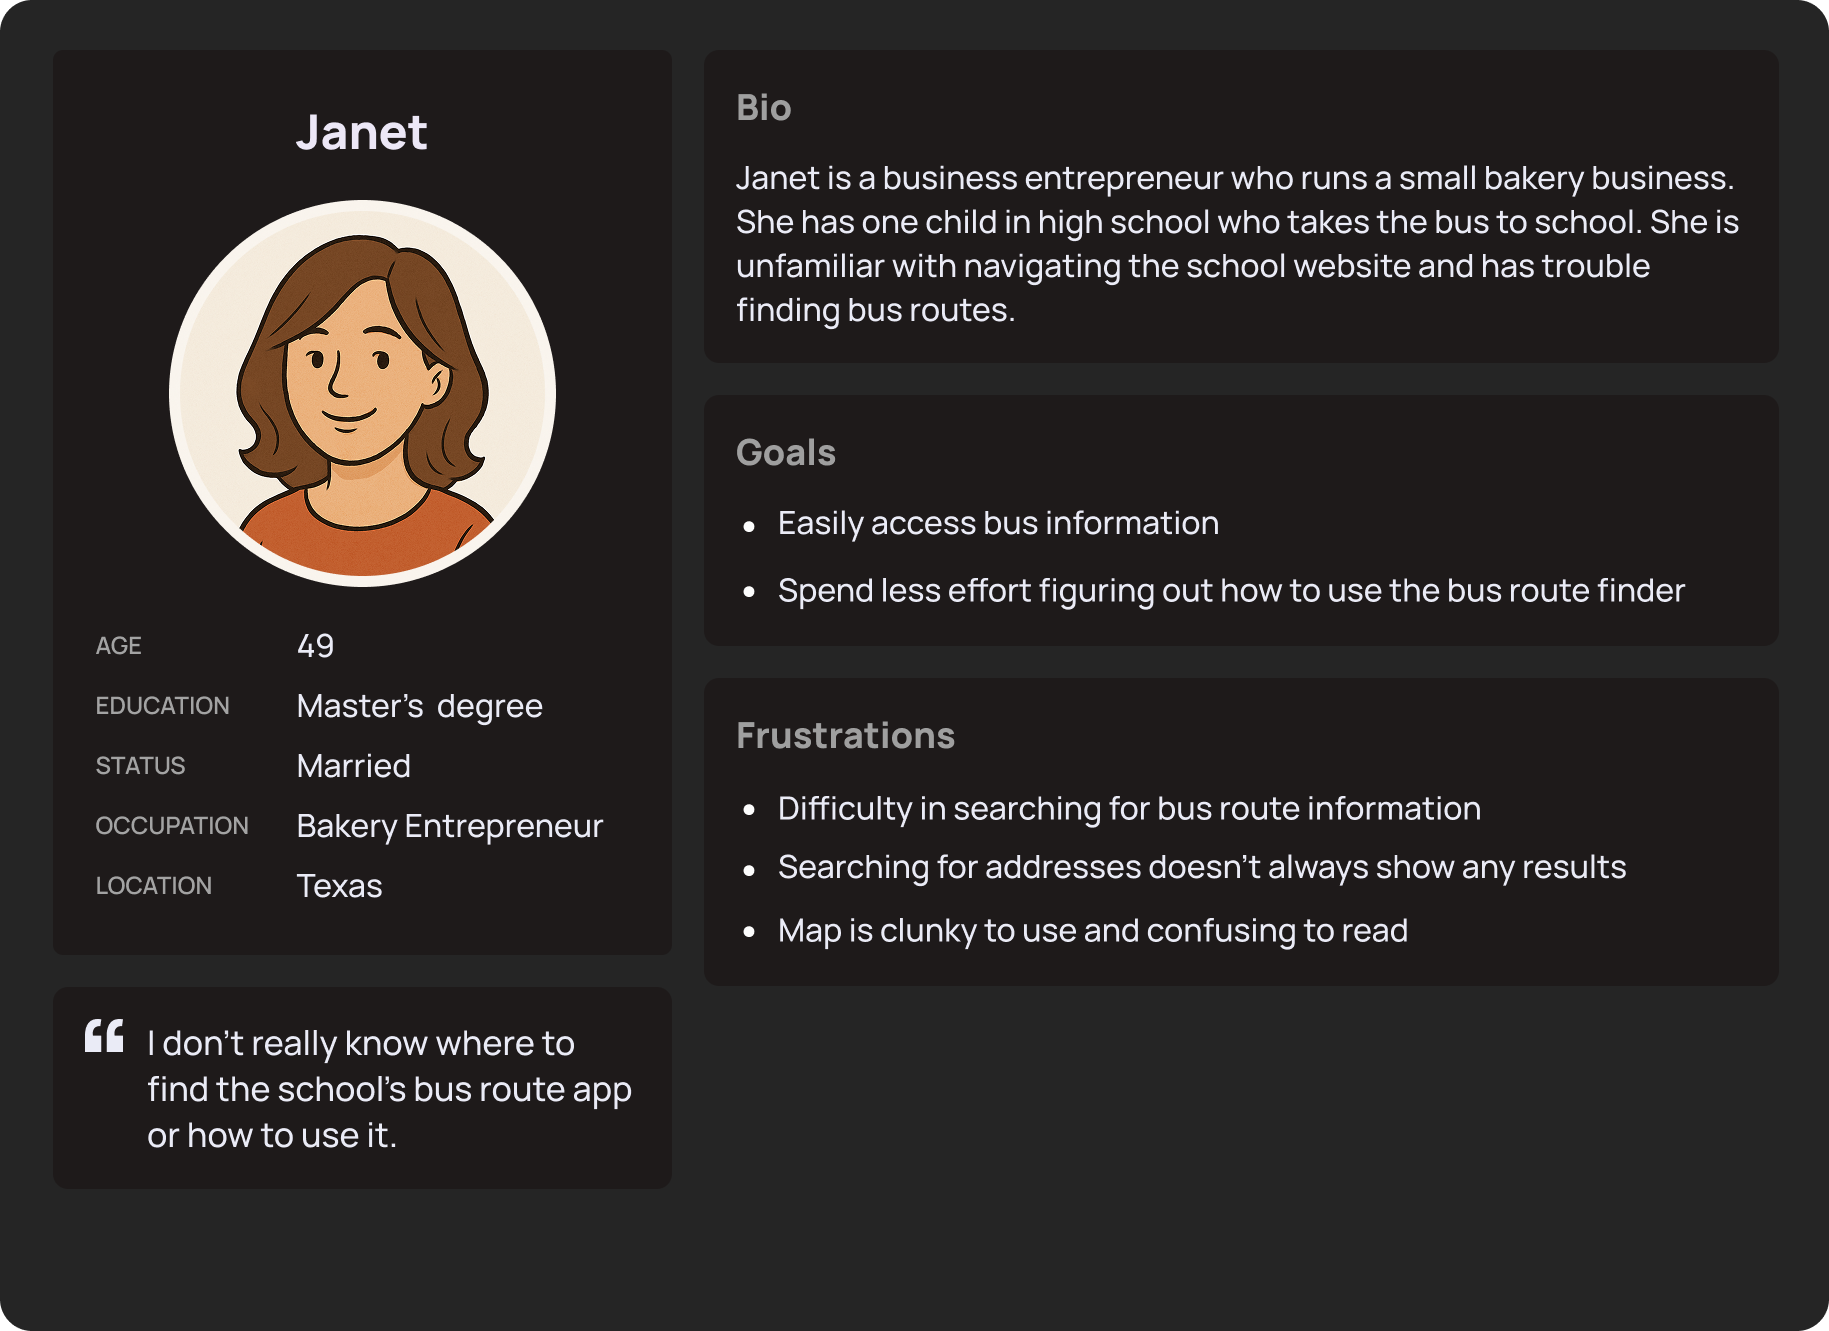 Janet
AGE 49
EDUCATION Master’s  degree
STATUS Married
OCCUPATION Bakery Entrepreneur
LOCATION Texas
“ I don’t really know where to
find the school’s bus route app
or how to use it.
Bio
Janet is a business entrepreneur who runs a small bakery business.
She has one child in high school who takes the bus to school. She is
unfamiliar with navigating the school website and has trouble
finding bus routes.
Goals
• Easily access bus information
• Spend less effort figuring out how to use the bus route finder
Frustrations
• Difficulty in searching for bus route information
• Searching for addresses doesn’t always show any results
• Map is clunky to use and confusing to read